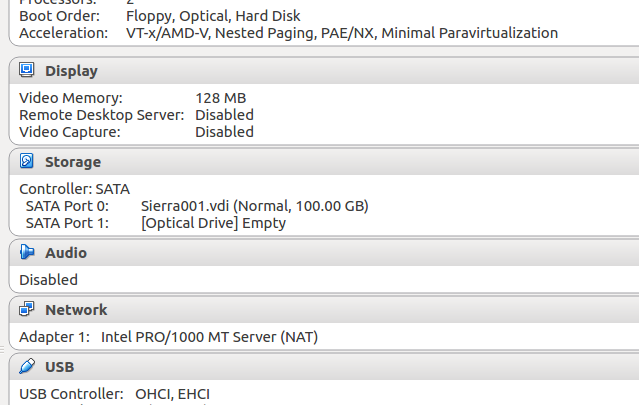 Processors: 2
Boot Order: Floppy, Optical, Hard Disk
Acceleration: VT-x/AMD-V, Nested Paging, PAE/NX, Minimal Paravirtualization
Display
Video Memory: 128 MB
Remote Desktop Server: Disabled
Video Capture: Disabled
Storage
Controller: SATA
SATA Port 0: Sierra001.vdi (Normal, 100.00 GB)
SATA Port 1: [Optical Drive] Empty
Audio
Disabled
Network
Adapter 1: Intel PRO/1000 MT Server (NAT)
USB
USB Controller: OHCI, EHCI